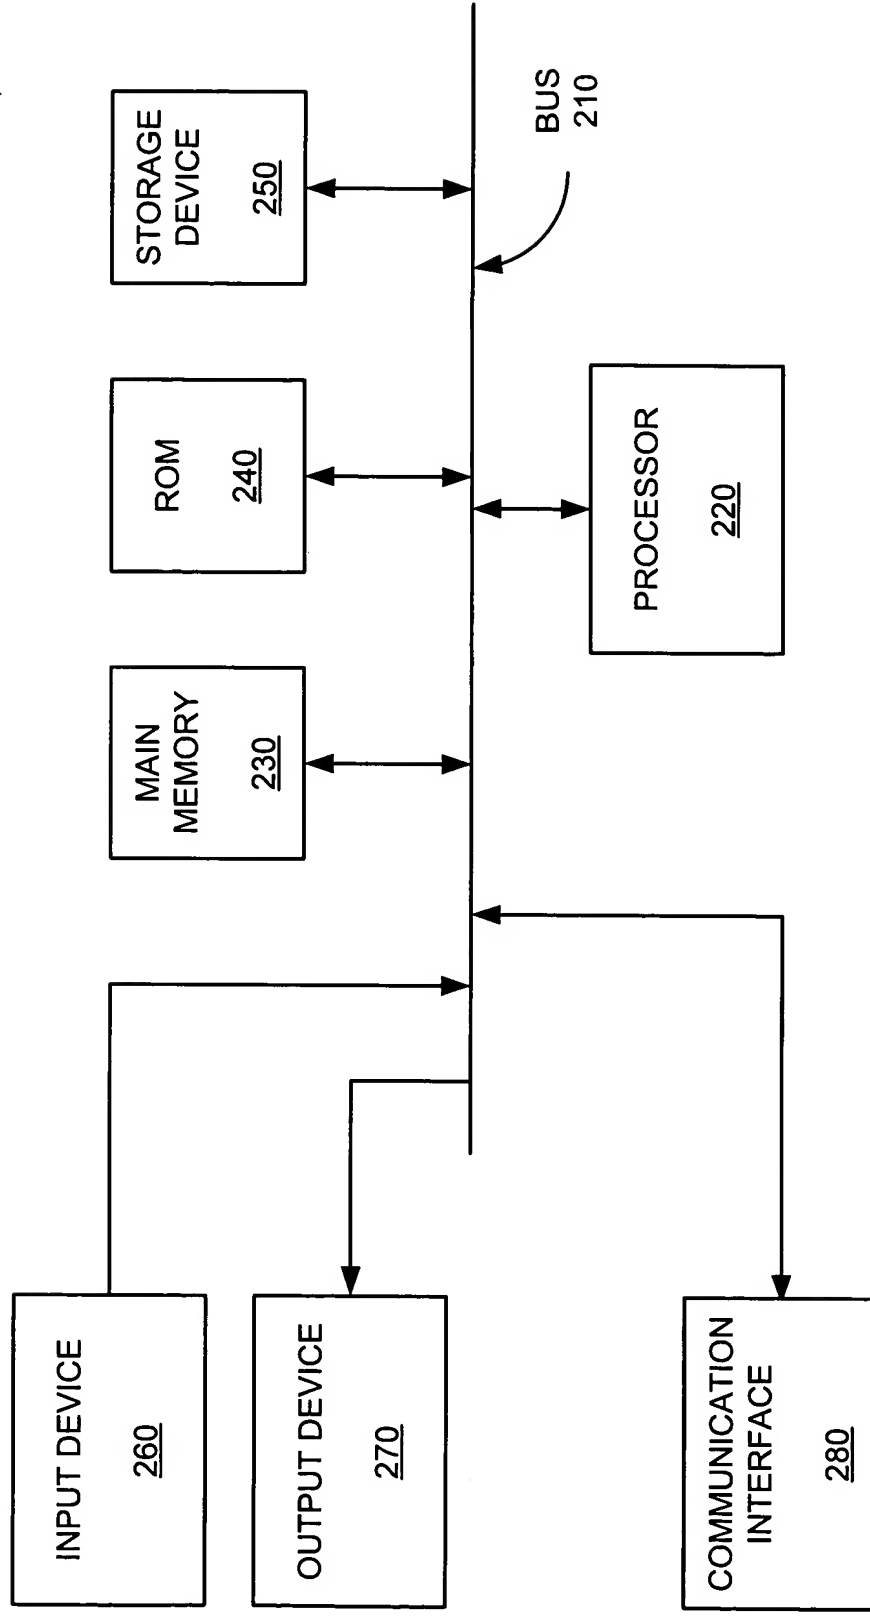 INPUT DEVICE
260
MAIN
MEMORY
230
ROM
240
STORAGE
DEVICE
250
OUTPUT DEVICE
270
BUS
210
COMMUNICATION
INTERFACE
280
PROCESSOR
220